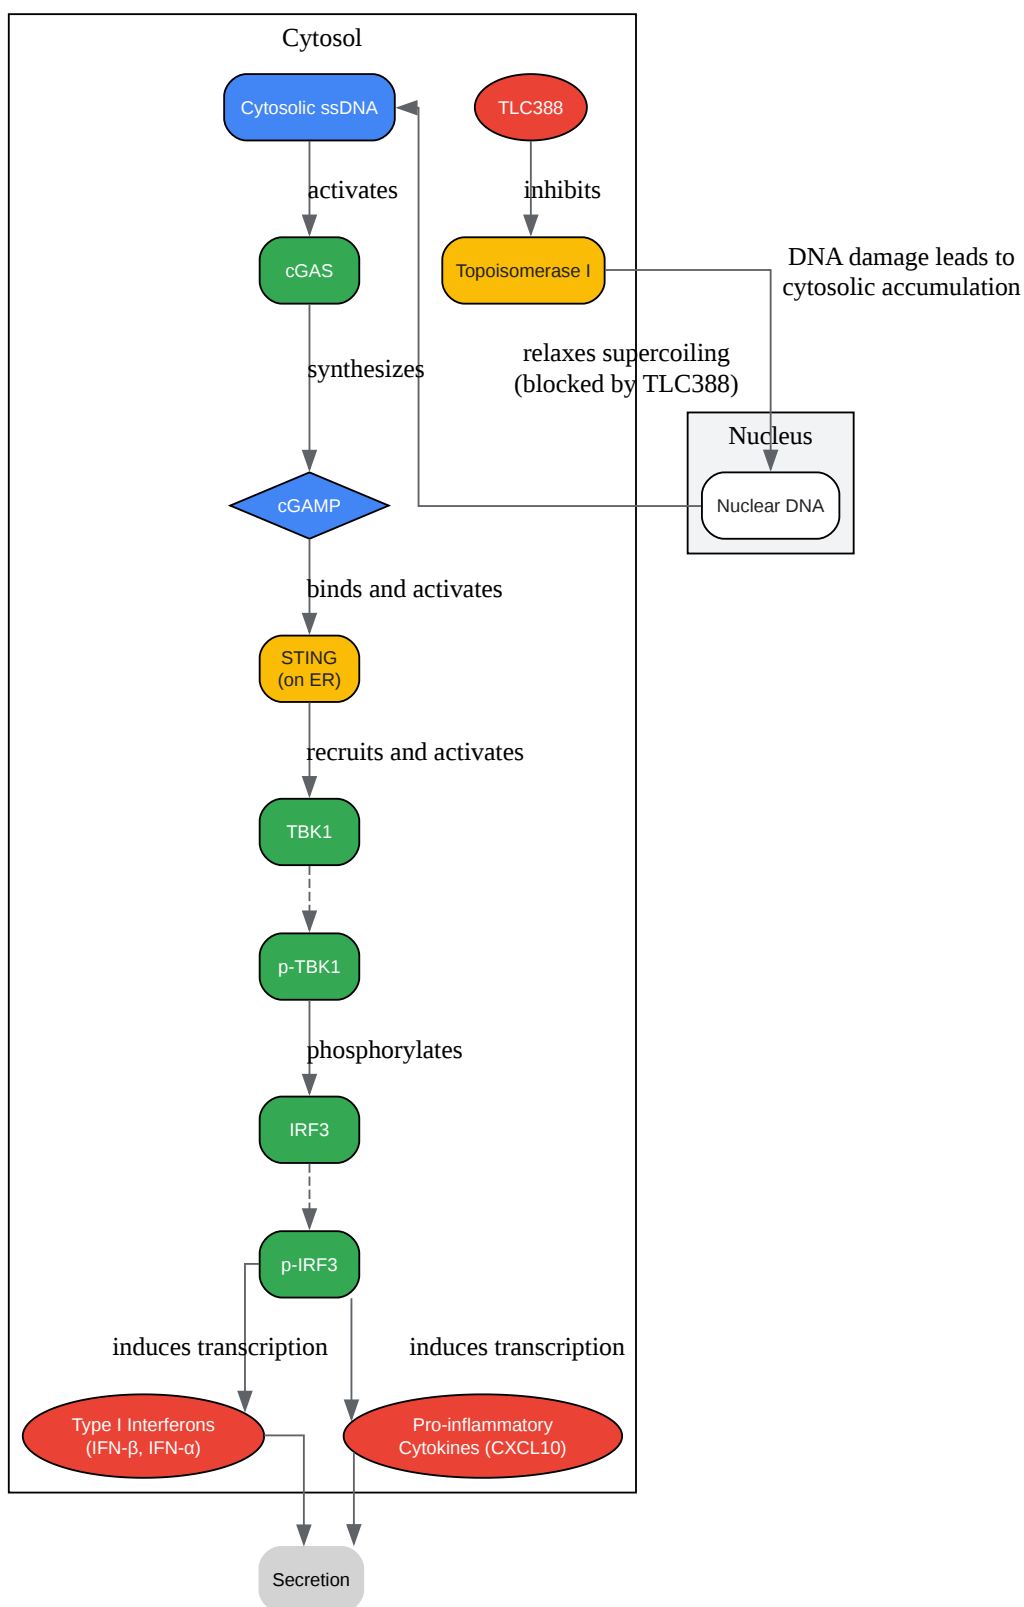 Cytosol
Cytosolic ssDNA
TLC388
activates
inhibits
cGAS
Topoisomerase I
DNA damage leads to
cytosolic accumulation
synthesizes
relaxes supercoiling
(blocked by TLC388)
Nucleus
cGAMP
Nuclear DNA
binds and activates
STING
(on ER)
recruits and activates
TBK1
p-TBK1
phosphorylates
IRF3
p-IRF3
induces transcription
induces transcription
Type I Interferons
(IFN-β, IFN-α)
Pro-inflammatory
Cytokines (CXCL10)
Secretion